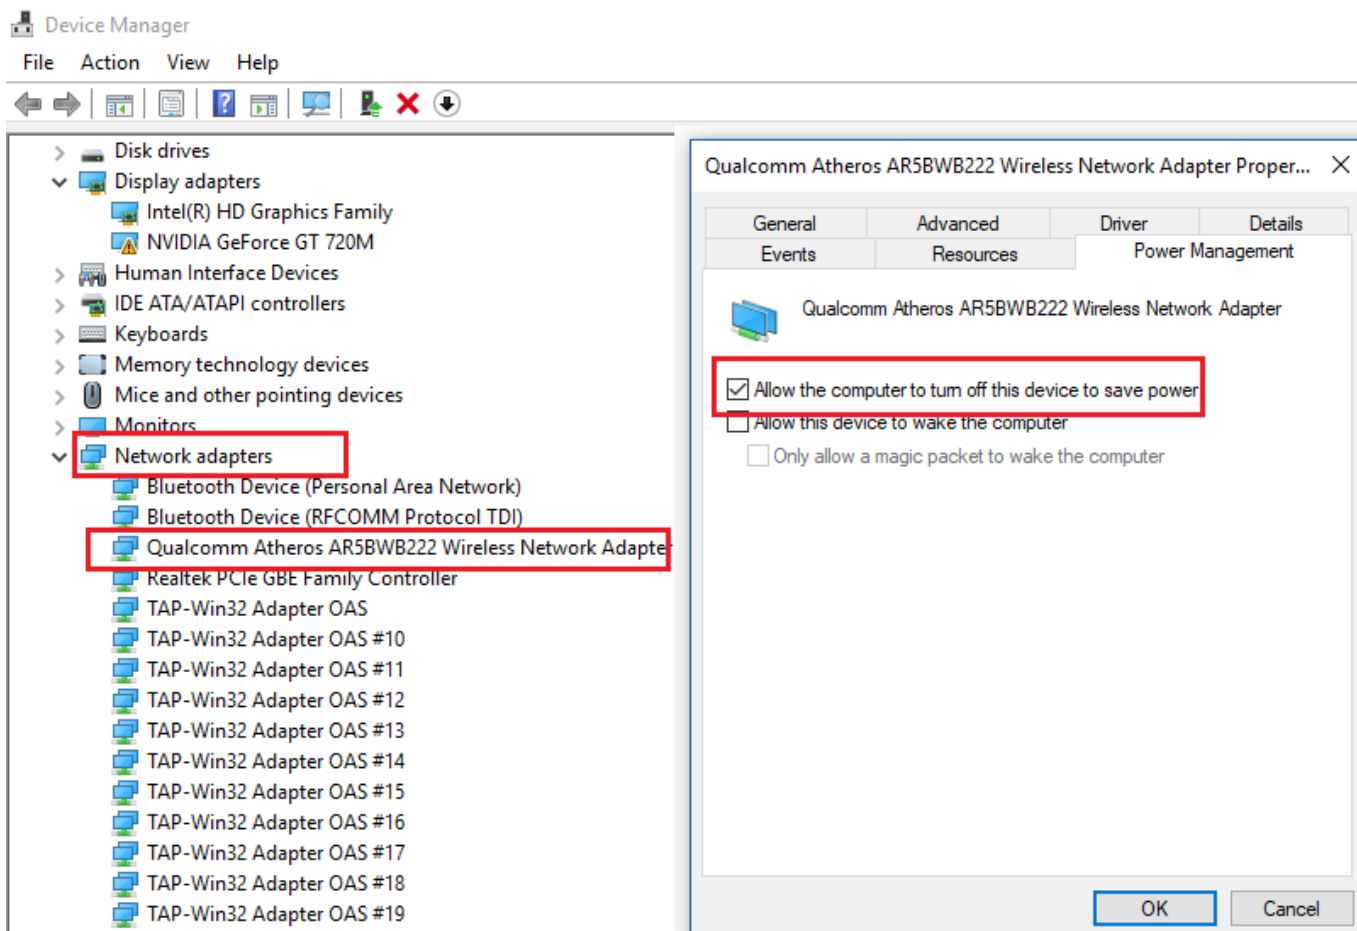 Device Manager
File Action View Help
Disk drives
Display adapters
Intel(R) HD Graphics Family
NVIDIA GeForce GT 720M
Human Interface Devices
IDE ATA/ATAPI controllers
Keyboards
Memory technology devices
Mice and other pointing devices
Monitors
Network adapters
Bluetooth Device (Personal Area Network)
Bluetooth Device (RFCOMM Protocol TDI)
Qualcomm Atheros AR5BWB222 Wireless Network Adapter
Realtek PCIe GBE Family Controller
TAP-Win32 Adapter OAS
TAP-Win32 Adapter OAS #10
TAP-Win32 Adapter OAS #11
TAP-Win32 Adapter OAS #12
TAP-Win32 Adapter OAS #13
TAP-Win32 Adapter OAS #14
TAP-Win32 Adapter OAS #15
TAP-Win32 Adapter OAS #16
TAP-Win32 Adapter OAS #17
TAP-Win32 Adapter OAS #18
TAP-Win32 Adapter OAS #19
Qualcomm Atheros AR5BWB222 Wireless Network Adapter Proper...
General Advanced Driver Details
Events Resources Power Management
Qualcomm Atheros AR5BWB222 Wireless Network Adapter
Allow the computer to turn off this device to save power
Allow this device to wake the computer
Only allow a magic packet to wake the computer
OK Cancel